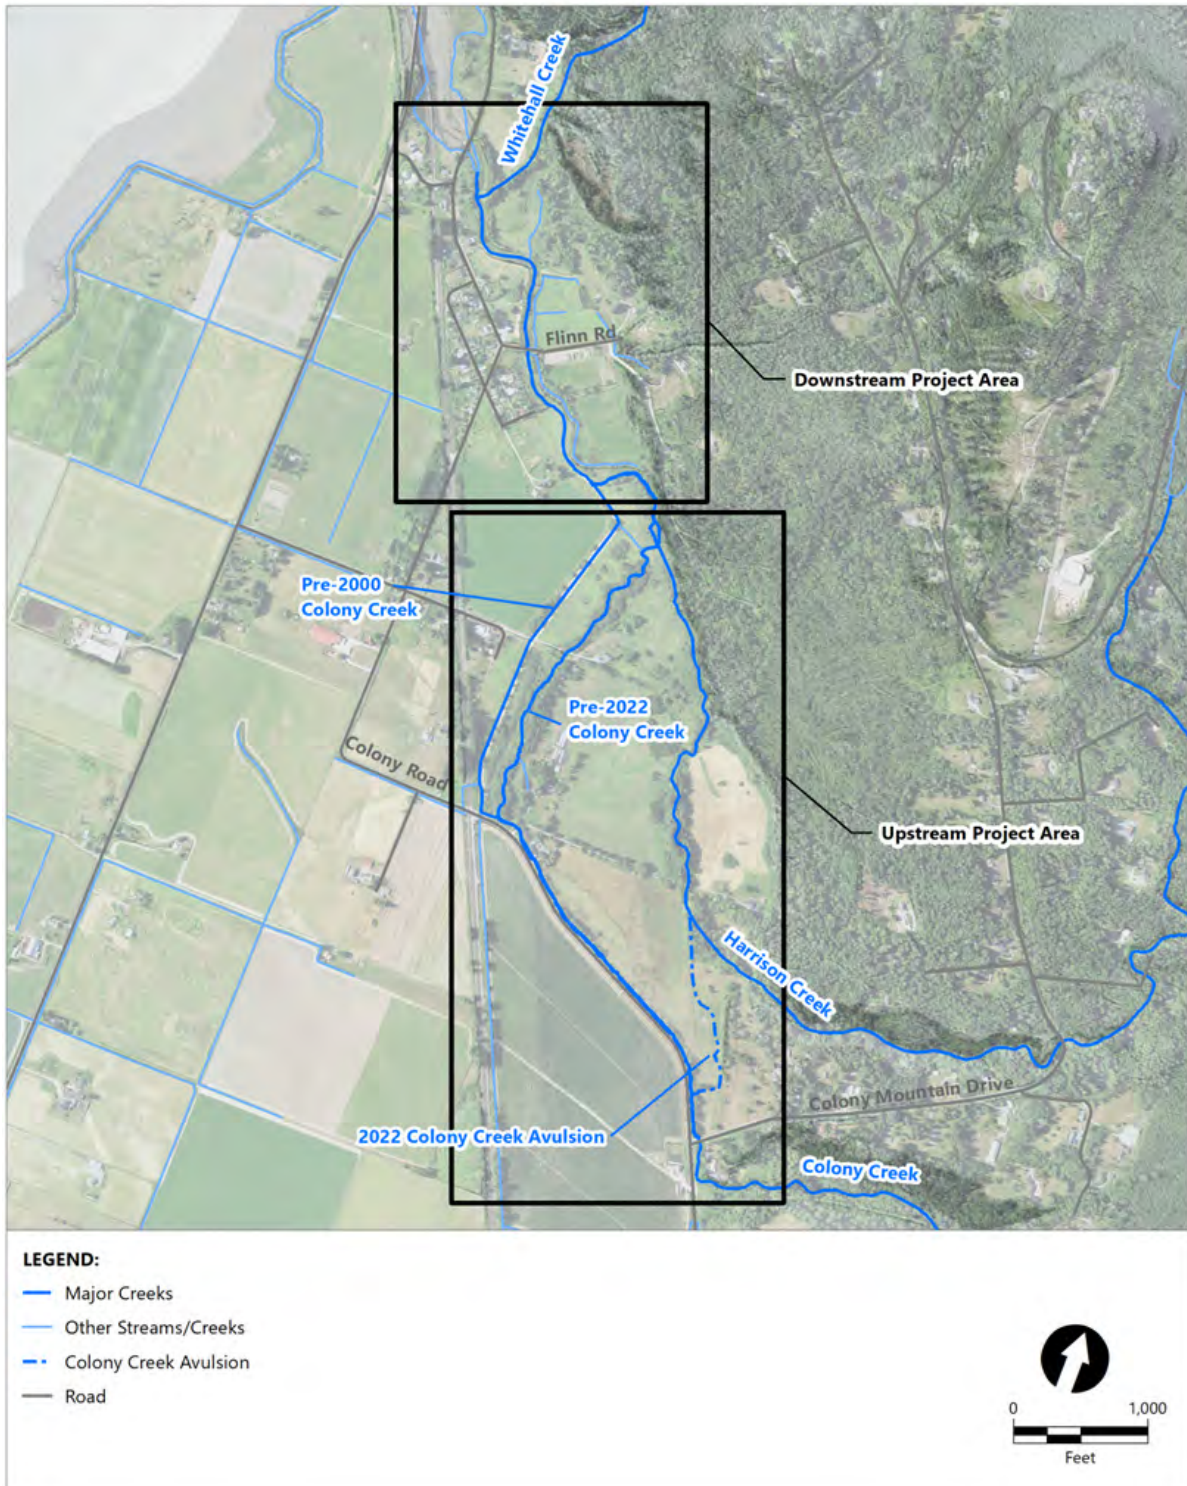 Whitehall Creek
Flinn Rd
Downstream Project Area
Pre-2000
Colony Creek
Pre-2022
Colony Creek
Colony Road
Upstream Project Area
Harrison Creek
Colony Mountain Drive
2022 Colony Creek Avulsion
Colony Creek
LEGEND:
Major Creeks
Other Streams/Creeks
Colony Creek Avulsion
Road
0 1,000
Feet